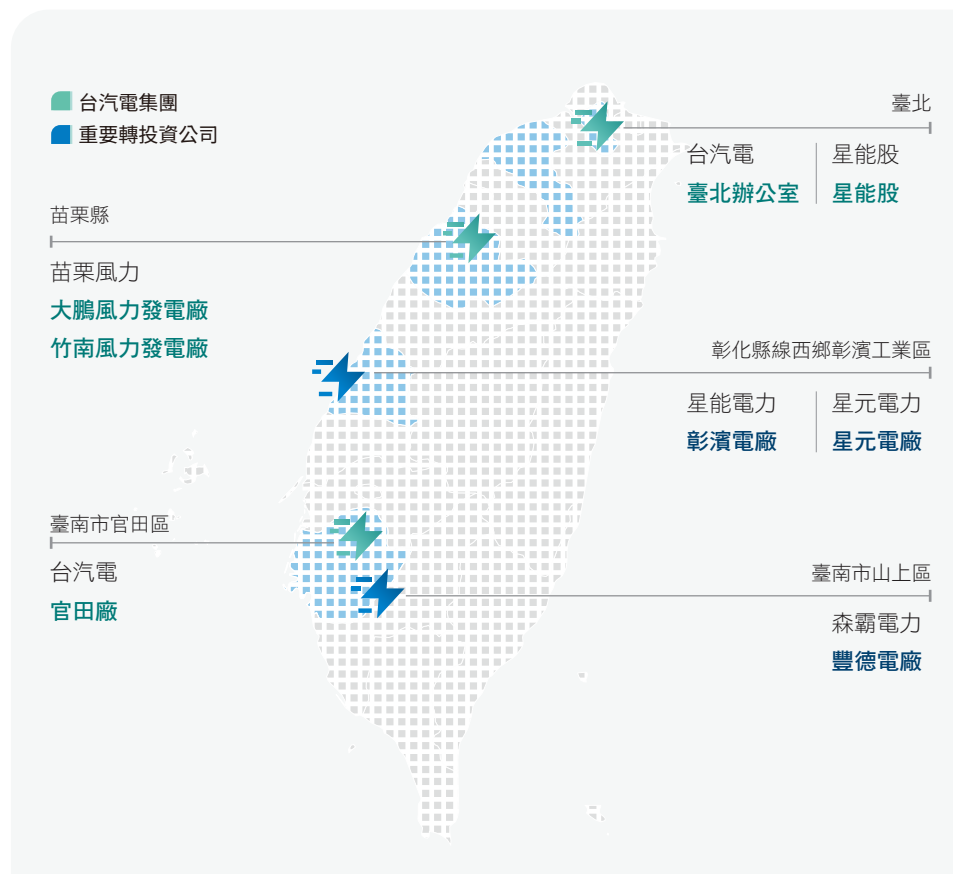 台汽電集團
重要轉投資公司
臺北
台汽電
臺北辦公室
星能股
星能股
苗栗縣
苗栗風力
大鵬風力發電廠
竹南風力發電廠
彰化縣線西鄉彰濱工業區
星能電力
彰濱電廠
星元電力
星元電廠
臺南市官田區
台汽電
官田廠
臺南市山上區
森霸電力
豐德電廠